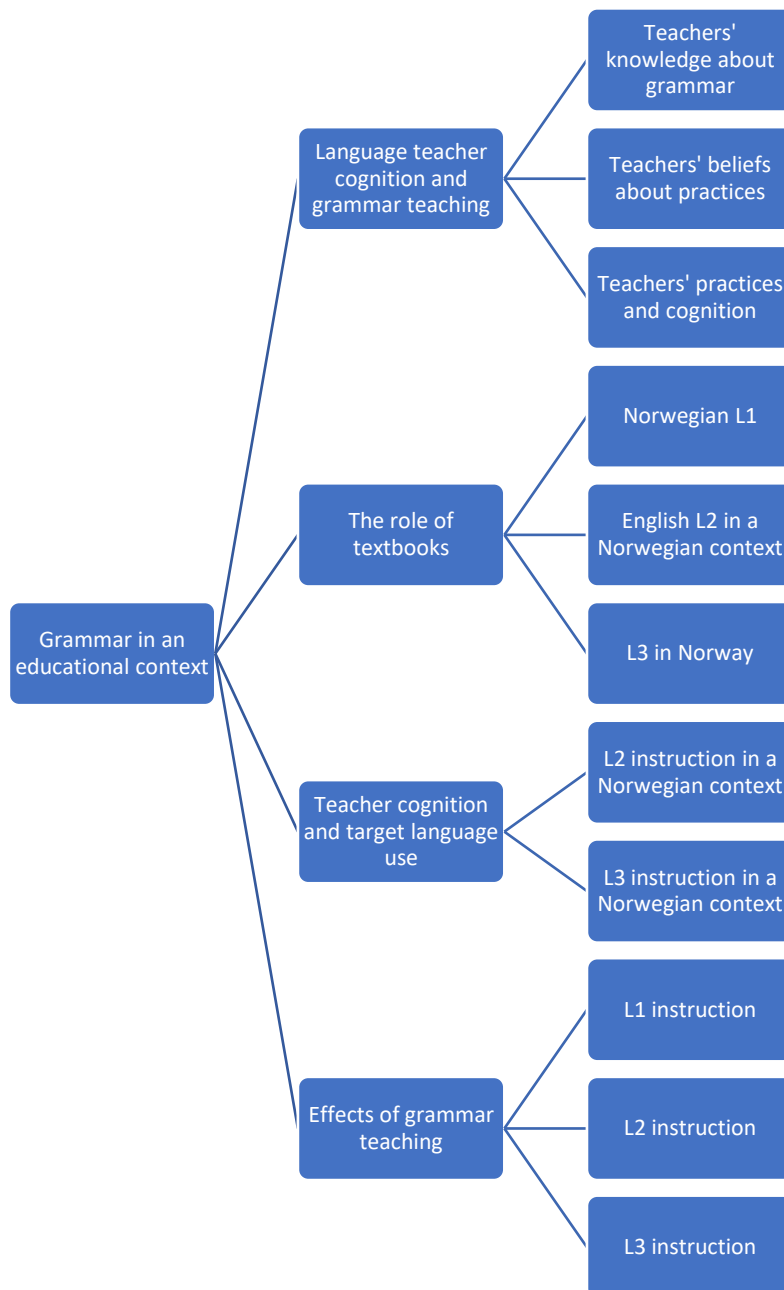 Grammar in an
educational context
Language teacher
cognition and
grammar teaching
Teachers'
knowledge about
grammar
Teachers' beliefs
about practices
Teachers' practices
and cognition
The role of
textbooks
Norwegian L1
English L2 in a
Norwegian context
L3 in Norway
Teacher cognition
and target language
use
L2 instruction in a
Norwegian context
L3 instruction in a
Norwegian context
Effects of grammar
teaching
L1 instruction
L2 instruction
L3 instruction